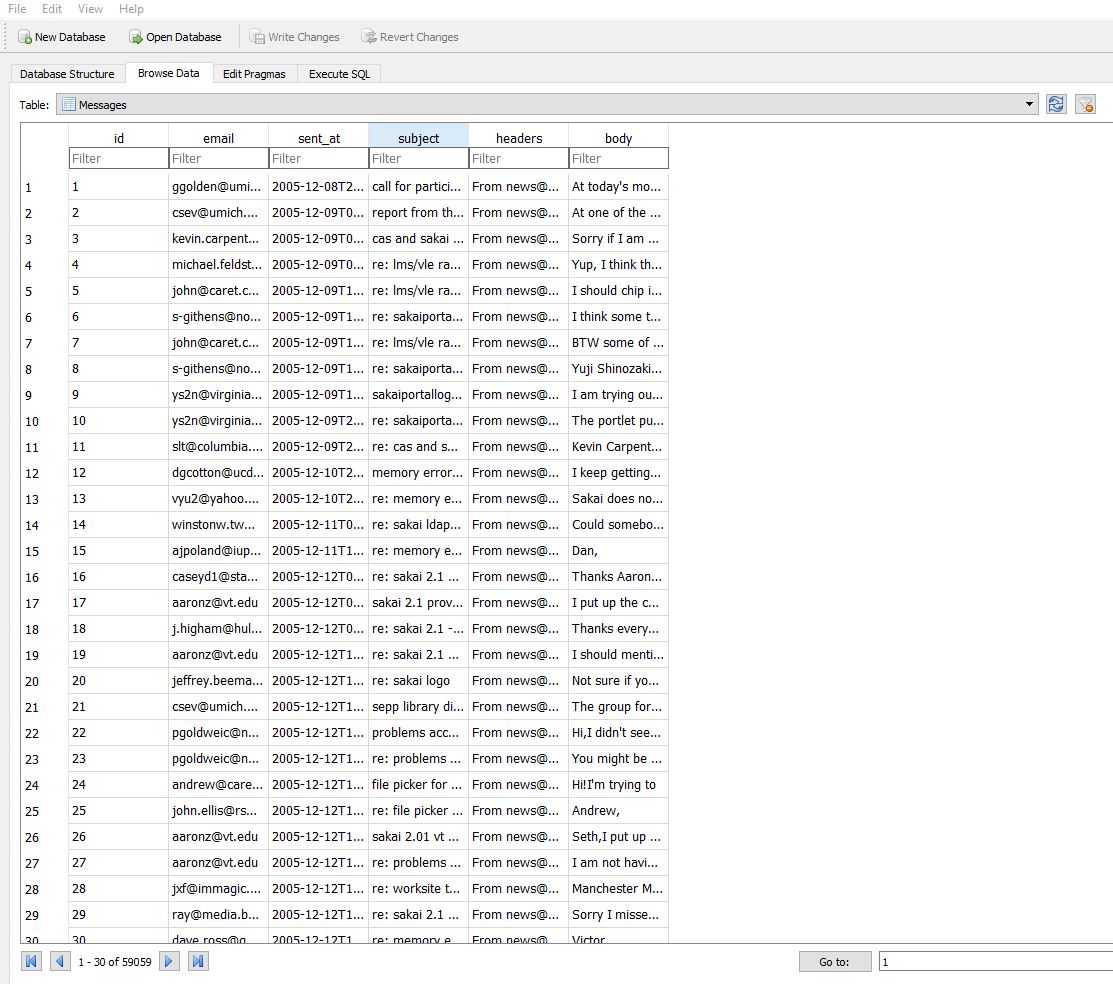 File Edit View Help
New Database Open Database Write Changes Revert Changes
Database Structure Browse Data Edit Pragmas Execute SQL
Table: Messages
id email sent_at subject headers body
Filter Filter Filter Filter Filter Filter
1 1 ggolden@umi... 2005-12-08T2... call for partici... From news@... At today's mo...
2 2 csev@umich.... 2005-12-09T0... report from th... From news@... At one of the ...
3 3 kevin.carpent... 2005-12-09T0... cas and sakai ... From news@... Sorry if I am ...
4 4 michael.feldst... 2005-12-09T0... re: lms/vle ra... From news@... Yup, I think th...
5 5 john@caret.c... 2005-12-09T1... re: lms/vle ra... From news@... I should chip i...
6 6 s-githens@no... 2005-12-09T1... re: sakaiporta... From news@... I think some t...
7 7 john@caret.c... 2005-12-09T1... re: lms/vle ra... From news@... BTW some of ...
8 8 s-githens@no... 2005-12-09T1... re: sakaiporta... From news@... Yuji Shinozaki...
9 9 ys2n@virginia... 2005-12-09T1... sakaiportallog... From news@... I am trying ou...
10 10 ys2n@virginia... 2005-12-09T2... re: sakaiporta... From news@... The portlet pu...
11 11 slt@columbia.... 2005-12-09T2... re: cas and s... From news@... Kevin Carpent...
12 12 dgcotton@ucd... 2005-12-10T2... memory error... From news@... I keep getting...
13 13 vyu2@yahoo.... 2005-12-10T2... re: memory e... From news@... Sakai does no...
14 14 winstonw.tw... 2005-12-11T0... re: sakai ldap... From news@... Could somebo...
15 15 ajpoland@iup... 2005-12-11T1... re: memory e... From news@... Dan,
16 16 caseyd1@sta... 2005-12-12T0... re: sakai 2.1 ... From news@... Thanks Aaron...
17 17 aaronz@vt.edu 2005-12-12T0... sakai 2.1 prov... From news@... I put up the c...
18 18 j.higham@hul... 2005-12-12T0... re: sakai 2.1 -... From news@... Thanks every...
19 19 aaronz@vt.edu 2005-12-12T1... re: sakai 2.1 ... From news@... I should menti...
20 20 jeffrey.beema... 2005-12-12T1... re: sakai logo From news@... Not sure if yo...
21 21 csev@umich.... 2005-12-12T1... sepp library di... From news@... The group for...
22 22 pgoldweic@n... 2005-12-12T1... problems acc... From news@... Hi,I didn't see...
23 23 pgoldweic@n... 2005-12-12T1... re: problems ... From news@... You might be ...
24 24 andrew@care... 2005-12-12T1... file picker for ... From news@... Hi!I'm trying to
25 25 john.ellis@rs... 2005-12-12T1... re: file picker ... From news@... Andrew,
26 26 aaronz@vt.edu 2005-12-12T1... sakai 2.01 vt ... From news@... Seth,I put up ...
27 27 aaronz@vt.edu 2005-12-12T1... re: problems ... From news@... I am not havi...
28 28 jxf@immagic.... 2005-12-12T1... re: worksite t... From news@... Manchester M...
29 29 ray@media.b... 2005-12-12T1... re: sakai 2.1 ... From news@... Sorry I misse...
30 30 dave.ross@g... 2005-12-12T1... re: memory e... From news@... Victor
1 - 30 of 59059 Go to: 1